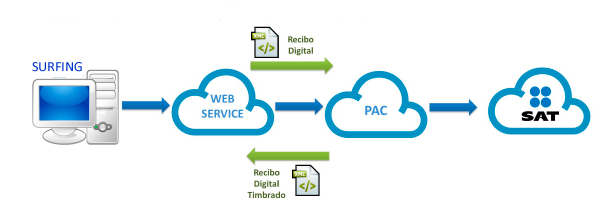 Recibo
Digital
SURFING
WEB
SERVICE
PAC
SAT
Recibo
Digital
Timbrado